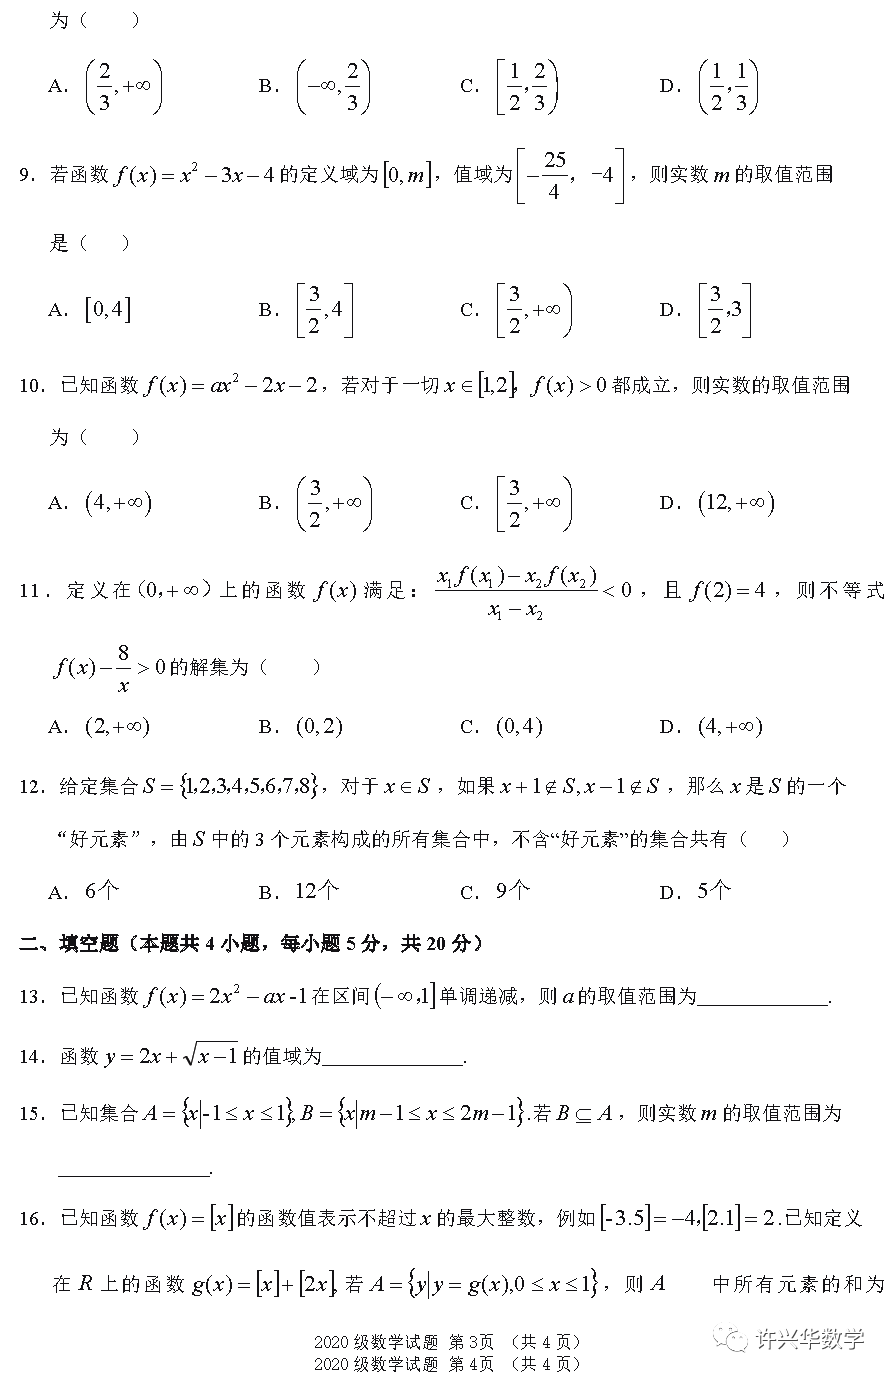 为（　　）
A．(2/3, +∞)　B．(−∞, 2/3)　C．[1/2, 2/3)　D．(1/2, 1/3)
9．若函数 f(x) = x² − 3x − 4 的定义域为[0, m]，值域为[−25/4，-4]，则实数 m 的取值范围
是（　　）
A．[0,4]　B．[3/2,4]　C．[3/2,+∞)　D．[3/2,3]
10．已知函数 f(x) = ax² − 2x − 2，若对于一切 x ∈ [1,2]，f(x) > 0 都成立，则实数的取值范围
为（　　）
A．(4,+∞)　B．(3/2,+∞)　C．[3/2,+∞)　D．(12,+∞)
11．定义在（0，+∞）上的函数 f(x) 满足：(x₁f(x₁) − x₂f(x₂))/(x₁ − x₂) < 0，且 f(2) = 4，则不等式
f(x) − 8/x > 0 的解集为（　　）
A．(2,+∞)　B．(0,2)　C．(0,4)　D．(4,+∞)
12．给定集合 S = {1,2,3,4,5,6,7,8}，对于 x ∈ S，如果 x + 1 ∉ S, x − 1 ∉ S，那么 x 是 S 的一个
“好元素”，由 S 中的 3 个元素构成的所有集合中，不含“好元素”的集合共有（　　）
A．6个　B．12个　C．9个　D．5个
二、填空题（本题共 4 小题，每小题 5 分，共 20 分）
13．已知函数 f(x) = 2x² − ax -1 在区间 (−∞,1] 单调递减，则 a 的取值范围为______________.
14．函数 y = 2x + √(x −1) 的值域为______________.
15．已知集合 A = {x|-1 ≤ x ≤ 1}, B = {x|m −1 ≤ x ≤ 2m −1}.若 B ⊆ A，则实数 m 的取值范围为
________________.
16．已知函数 f(x) = [x] 的函数值表示不超过 x 的最大整数，例如 [-3.5] = −4,[2.1] = 2 .已知定义
在 R 上的函数 g(x) = [x] + [2x], 若 A = {y|y = g(x),0 ≤ x ≤ 1}，则 A 中所有元素的和为
2020 级数学试题 第 3页 （共 4 页）
2020 级数学试题 第 4页 （共 4 页）
许兴华数学